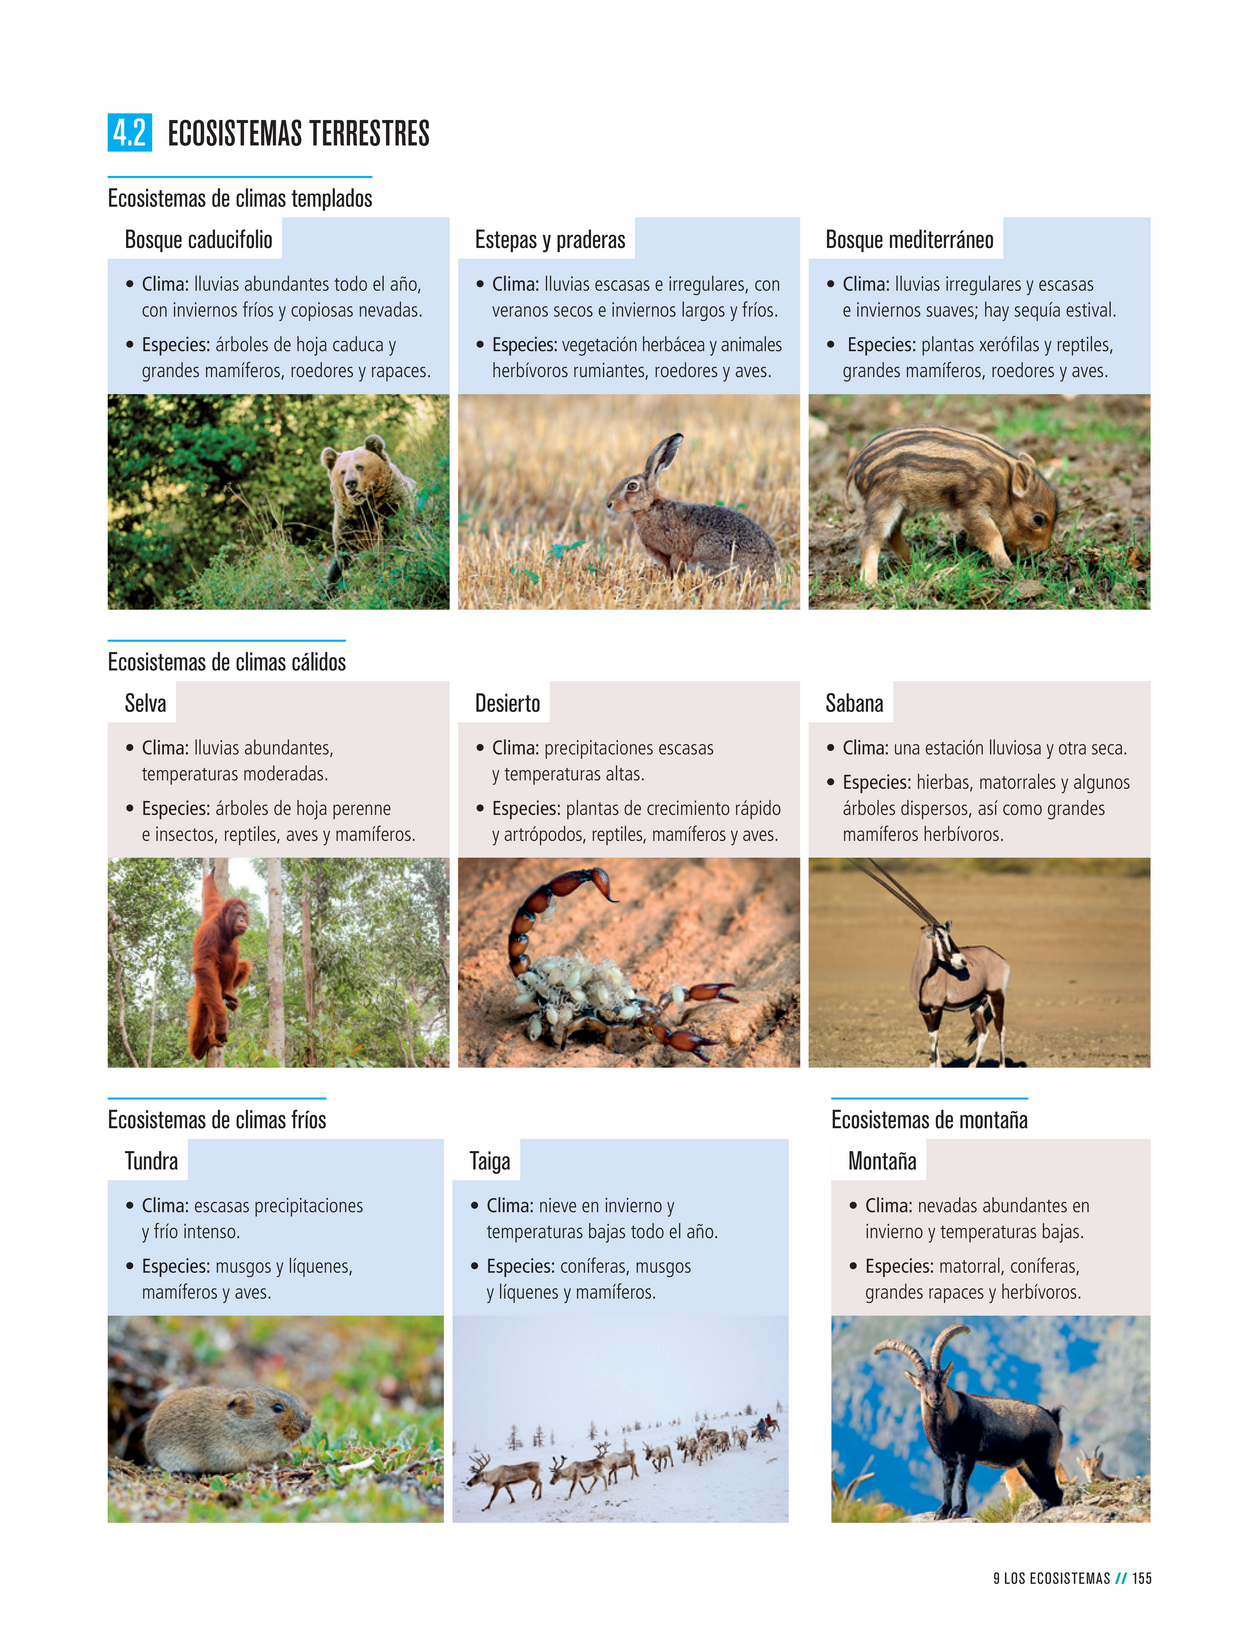 4.2 ECOSISTEMAS TERRESTRES
Ecosistemas de climas templados
Bosque caducifolio
• Clima: lluvias abundantes todo el año,
con inviernos fríos y copiosas nevadas.
• Especies: árboles de hoja caduca y
grandes mamíferos, roedores y rapaces.
Estepas y praderas
• Clima: lluvias escasas e irregulares, con
veranos secos e inviernos largos y fríos.
• Especies: vegetación herbácea y animales
herbívoros rumiantes, roedores y aves.
Bosque mediterráneo
• Clima: lluvias irregulares y escasas
e inviernos suaves; hay sequía estival.
• Especies: plantas xerófilas y reptiles,
grandes mamíferos, roedores y aves.
Ecosistemas de climas cálidos
Selva
• Clima: lluvias abundantes,
temperaturas moderadas.
• Especies: árboles de hoja perenne
e insectos, reptiles, aves y mamíferos.
Desierto
• Clima: precipitaciones escasas
y temperaturas altas.
• Especies: plantas de crecimiento rápido
y artrópodos, reptiles, mamíferos y aves.
Sabana
• Clima: una estación lluviosa y otra seca.
• Especies: hierbas, matorrales y algunos
árboles dispersos, así como grandes
mamíferos herbívoros.
Ecosistemas de climas fríos
Tundra
• Clima: escasas precipitaciones
y frío intenso.
• Especies: musgos y líquenes,
mamíferos y aves.
Taiga
• Clima: nieve en invierno y
temperaturas bajas todo el año.
• Especies: coníferas, musgos
y líquenes y mamíferos.
Ecosistemas de montaña
Montaña
• Clima: nevadas abundantes en
invierno y temperaturas bajas.
• Especies: matorral, coníferas,
grandes rapaces y herbívoros.
9 LOS ECOSISTEMAS // 155